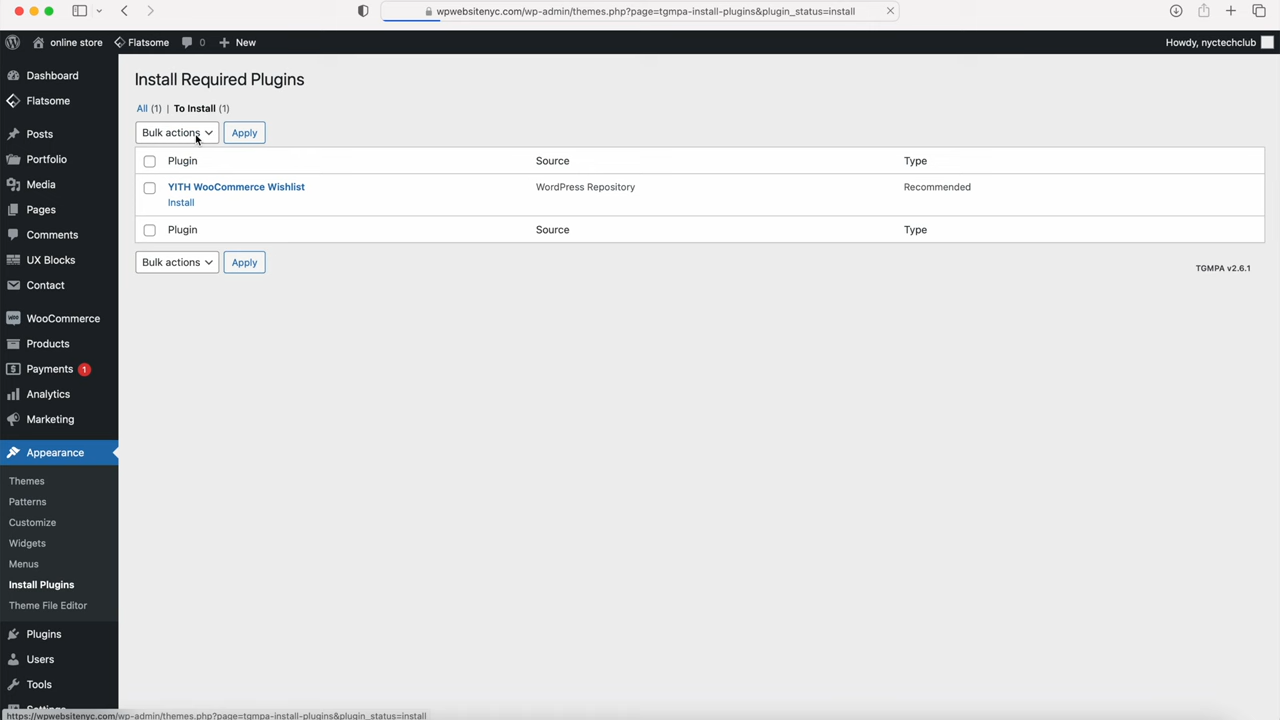 wpwebsitenyc.com/wp-admin/themes.php?page=tgmpa-install-plugins&plugin_status=install
online store
Flatsome
0
New
Howdy, nyctechclub
Dashboard
Flatsome
Posts
Portfolio
Media
Pages
Comments
UX Blocks
Contact
WooCommerce
Products
Payments 1
Analytics
Marketing
Appearance
Themes
Patterns
Customize
Widgets
Menus
Install Plugins
Theme File Editor
Plugins
Users
Tools
Settings
Install Required Plugins
All (1) | To Install (1)
Bulk actions Apply
Plugin Source Type
YITH WooCommerce Wishlist WordPress Repository Recommended
Install
Plugin Source Type
Bulk actions Apply
TGMPA v2.6.1
https://wpwebsitenyc.com/wp-admin/themes.php?page=tgmpa-install-plugins&plugin_status=install